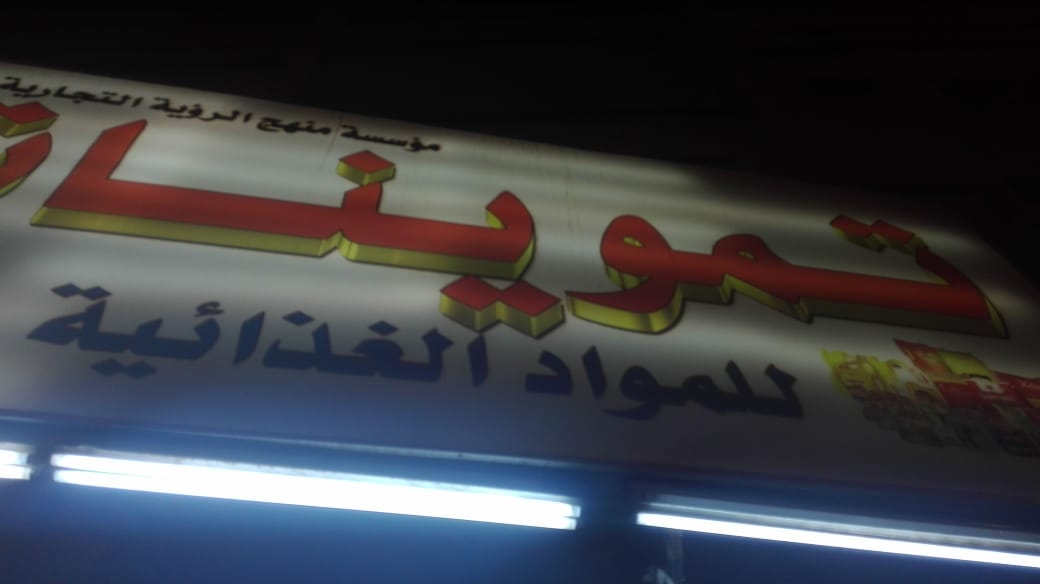 مؤسسة منهج الرؤية التجارية
تموينات
للمواد الغذائية